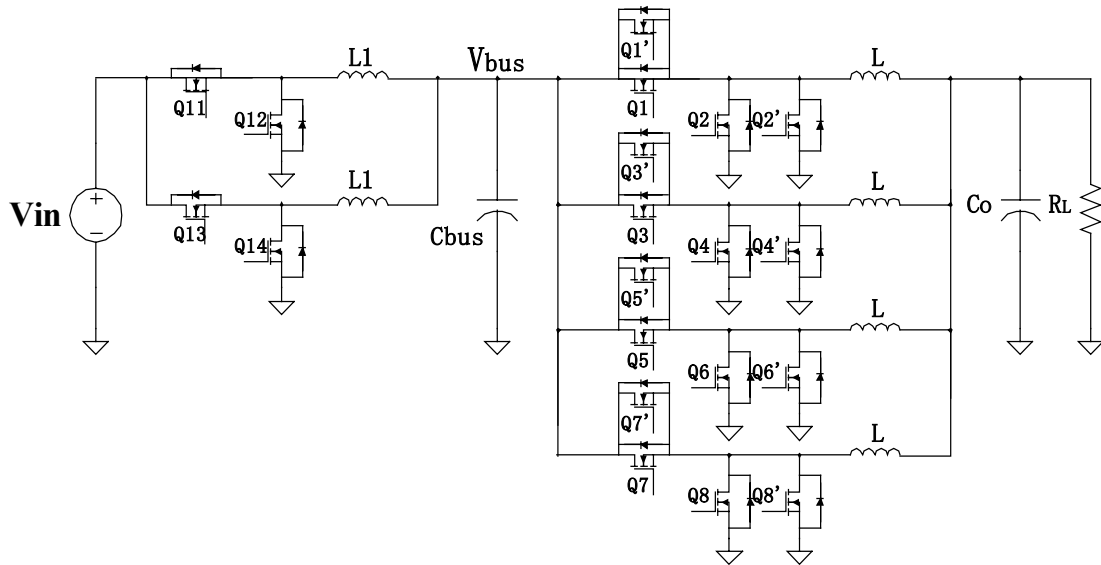 Q1'
L1
Vbus
L
Q11
Q1
Q12
Q2
Q2'
Q3'
L1
L
Vin
+
−
Q13
Q3
Co
RL
Cbus
Q14
Q4
Q4'
Q5'
L
Q5
Q6
Q6'
Q7'
L
Q7
Q8
Q8'